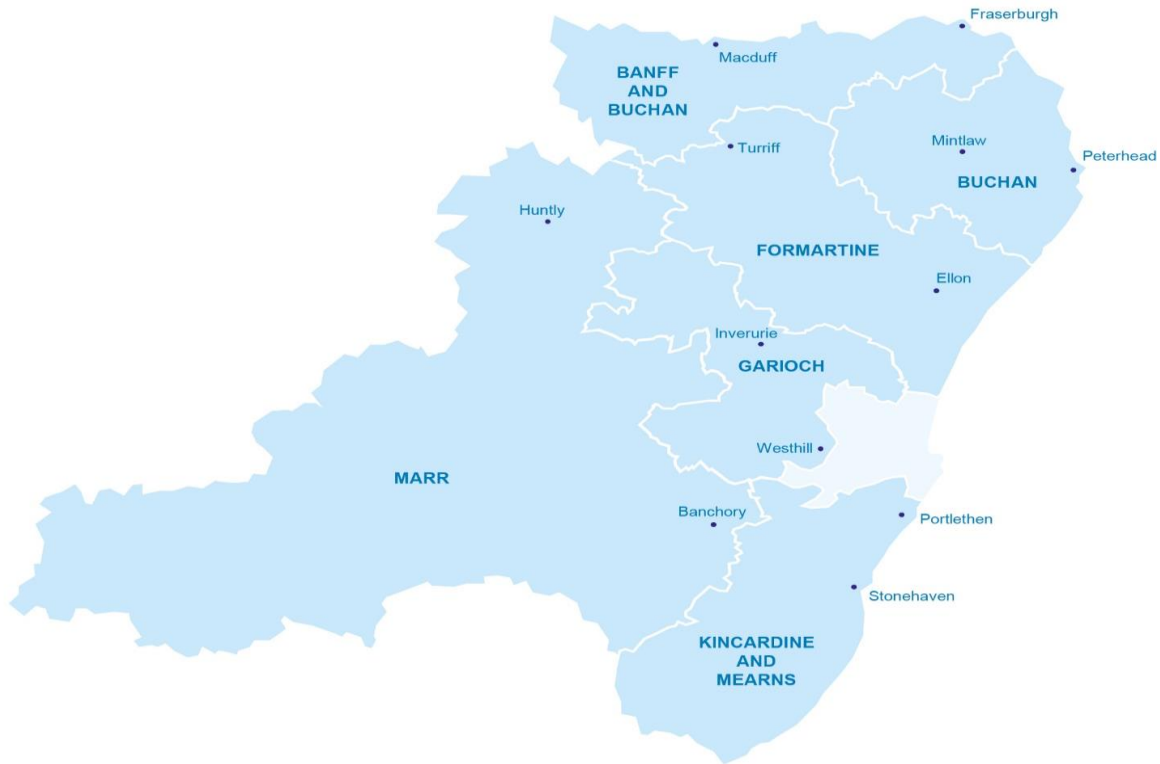 Fraserburgh
Macduff
BANFF
AND
BUCHAN
Turriff
Mintlaw
Peterhead
BUCHAN
Huntly
FORMARTINE
Ellon
Inverurie
GARIOCH
Westhill
MARR
Banchory
Portlethen
Stonehaven
KINCARDINE
AND
MEARNS